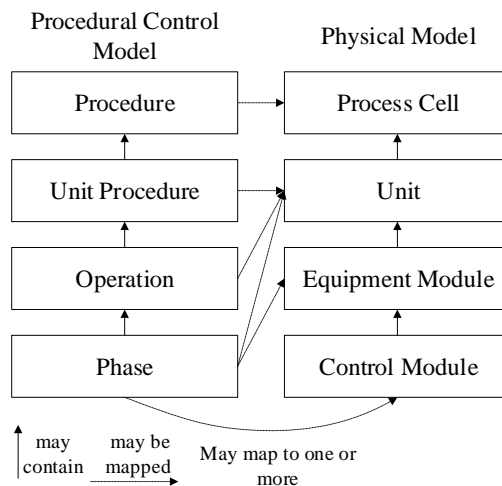 Procedural Control
Model
Physical Model
Procedure
Process Cell
Unit Procedure
Unit
Operation
Equipment Module
Phase
Control Module
may
contain
may be
mapped
May map to one or
more